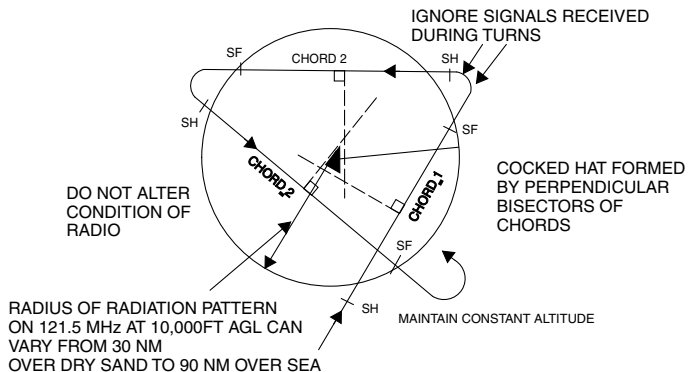 IGNORE SIGNALS RECEIVED
DURING TURNS
SF
CHORD 2
SH
SH
SF
CHORD 2
CHORD 1
COCKED HAT FORMED
BY PERPENDICULAR
BISECTORS OF
CHORDS
DO NOT ALTER
CONDITION OF
RADIO
SF
SH
MAINTAIN CONSTANT ALTITUDE
RADIUS OF RADIATION PATTERN
ON 121.5 MHz AT 10,000FT AGL CAN
VARY FROM 30 NM
OVER DRY SAND TO 90 NM OVER SEA